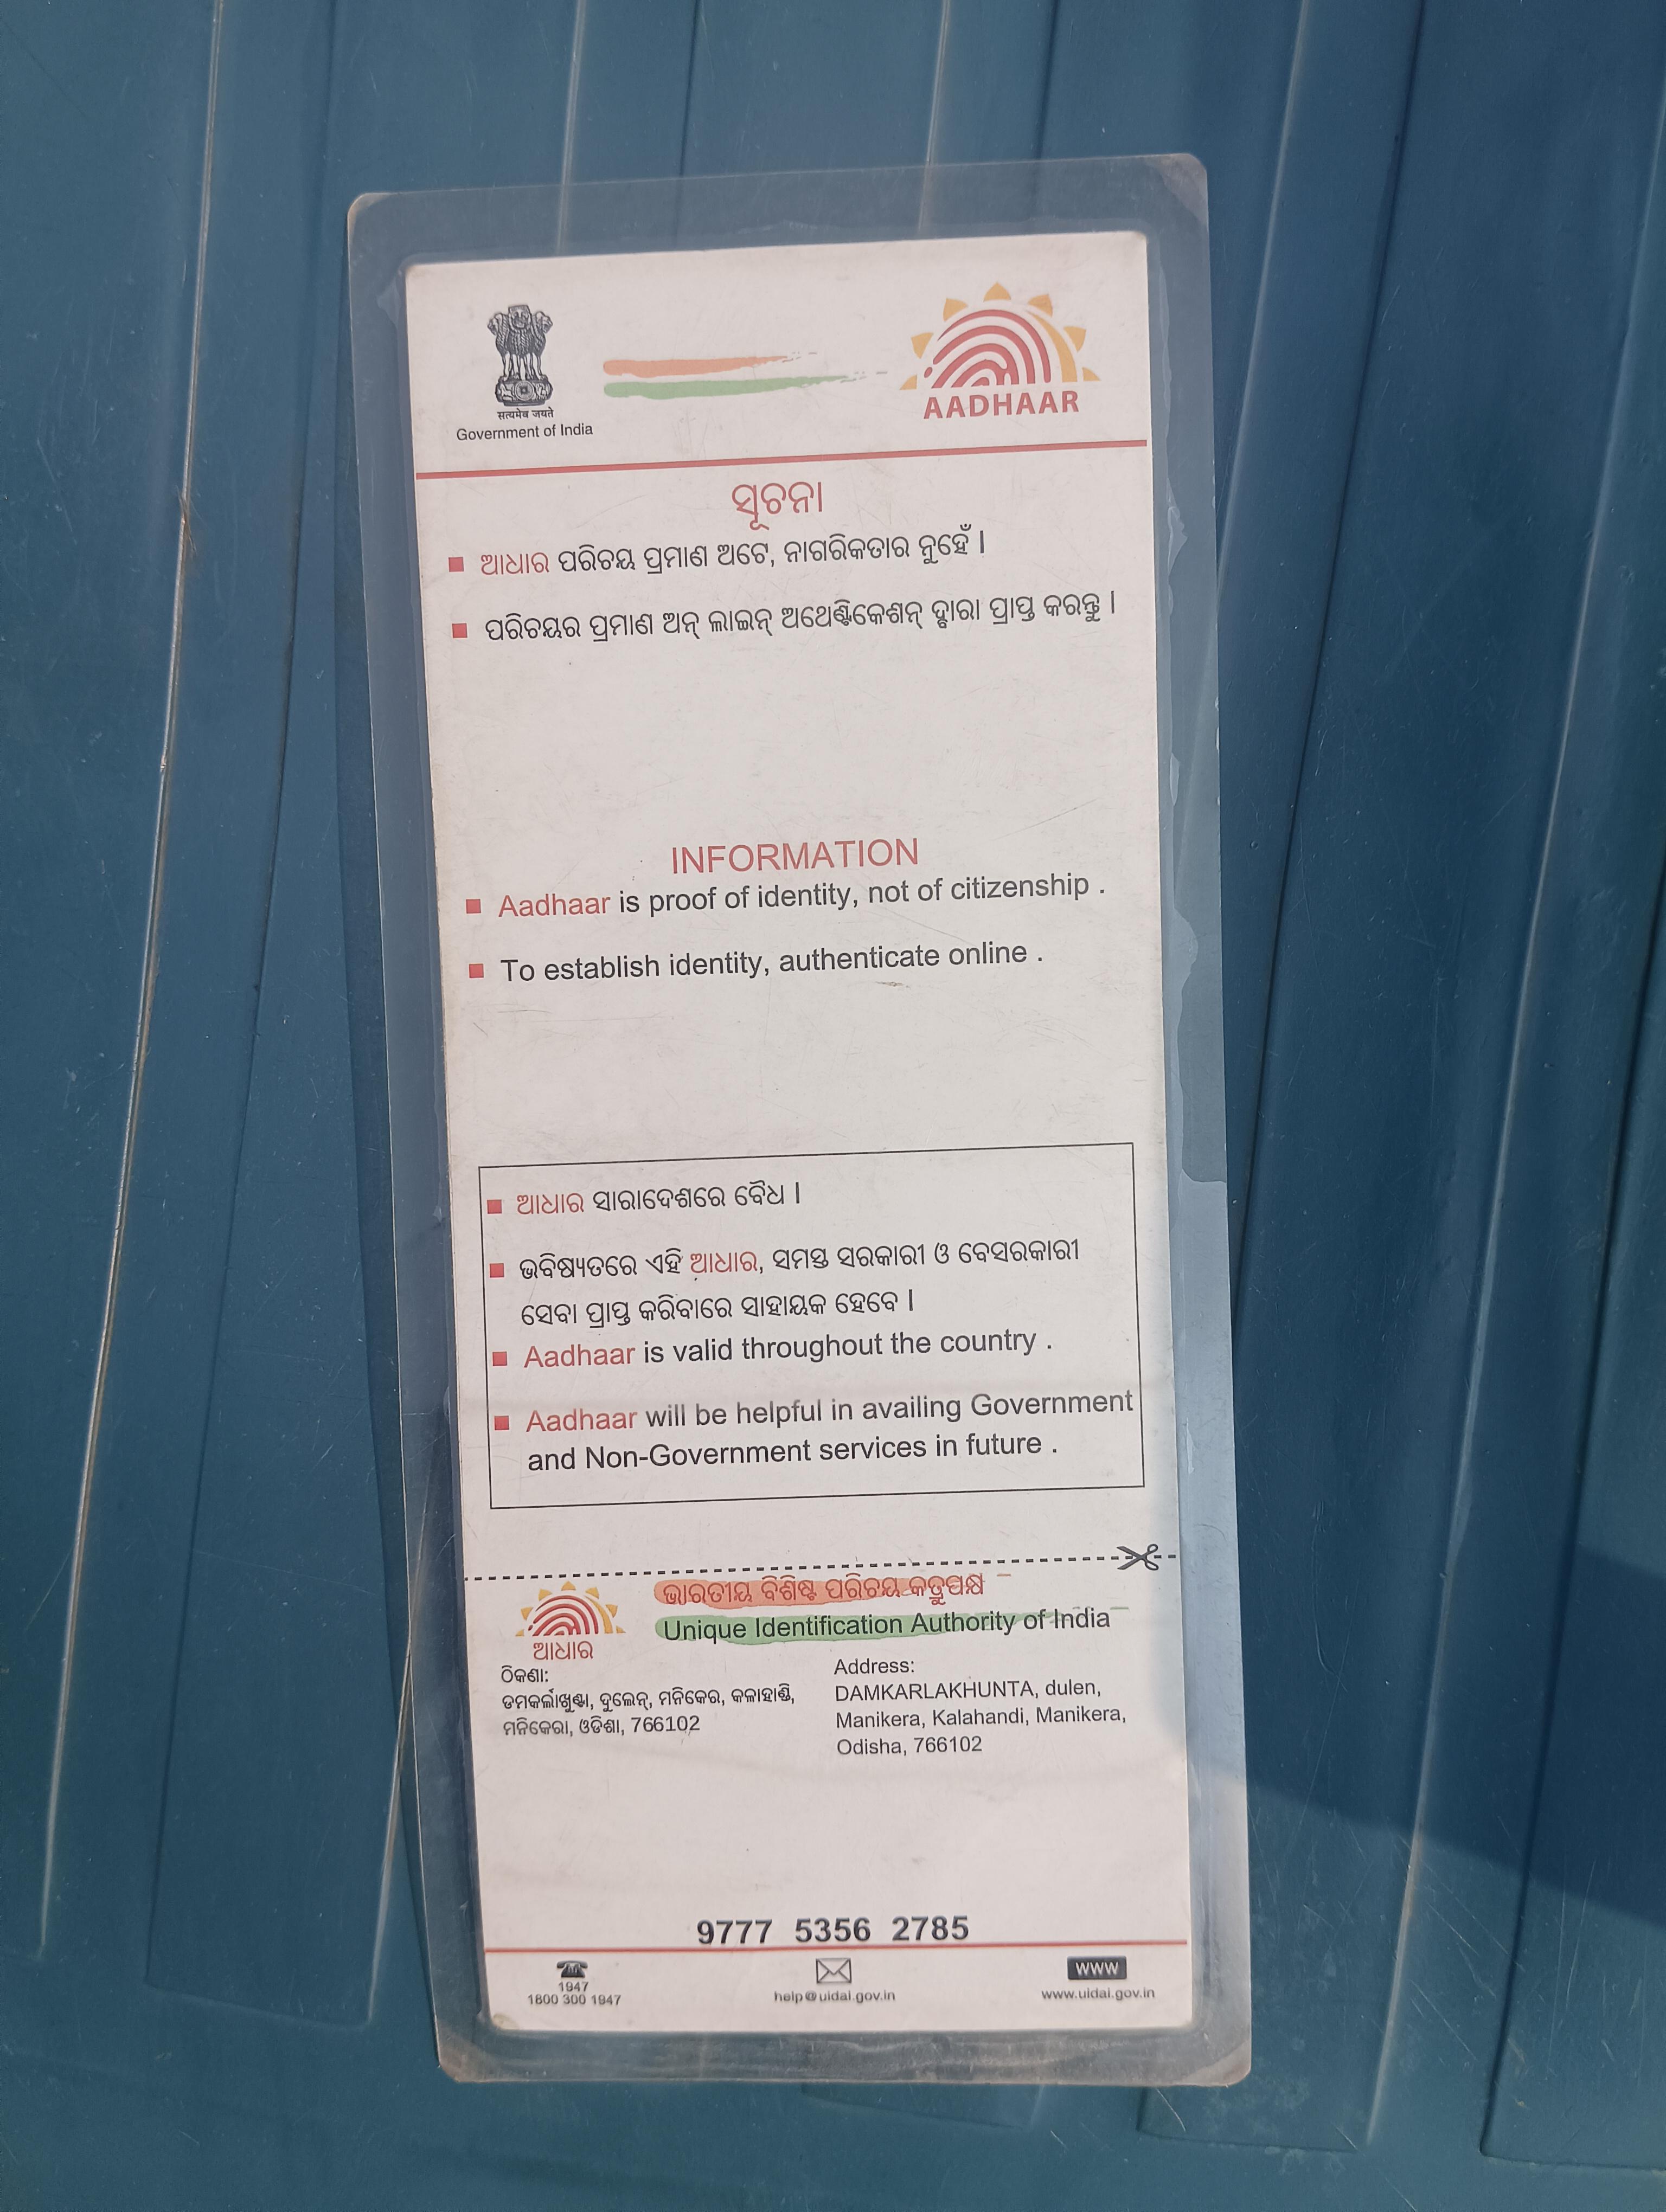 सत्यमेव जयते
Government of India
AADHAAR
ସୂଚନା
ଆଧାର ପରିଚୟ ପ୍ରମାଣ ଅଟେ, ନାଗରିକତାର ନୁହେଁ ।
ପରିଚୟର ପ୍ରମାଣ ଅନ୍ ଲାଇନ୍ ଅଥେଣ୍ଟିକେଶନ୍ ଦ୍ବାରା ପ୍ରାପ୍ତ କରନ୍ତୁ ।
INFORMATION
Aadhaar is proof of identity, not of citizenship .
To establish identity, authenticate online .
ଆଧାର ସାରାଦେଶରେ ବୈଧ ।
ଭବିଷ୍ୟତରେ ଏହି ଆଧାର, ସମସ୍ତ ସରକାରୀ ଓ ବେସରକାରୀ
ସେବା ପ୍ରାପ୍ତ କରିବାରେ ସାହାୟକ ହେବେ ।
Aadhaar is valid throughout the country .
Aadhaar will be helpful in availing Government
and Non-Government services in future .
ଭାରତୀୟ ବିଶିଷ୍ଟ ପରିଚୟ କତ୍ରୁପକ୍ଷ
Unique Identification Authority of India
ଆଧାର
ଠିକଣା:
ଡମକର୍ଲାଖୁଣ୍ଟା, ଦୁଲେନ୍, ମନିକେର, କଳାହାଣ୍ଡି,
ମନିକେରା, ଓଡିଶା, 766102
Address:
DAMKARLAKHUNTA, dulen,
Manikera, Kalahandi, Manikera,
Odisha, 766102
9777 5356 2785
1947
1800 300 1947
help@uidai.gov.in
www
www.uidai.gov.in